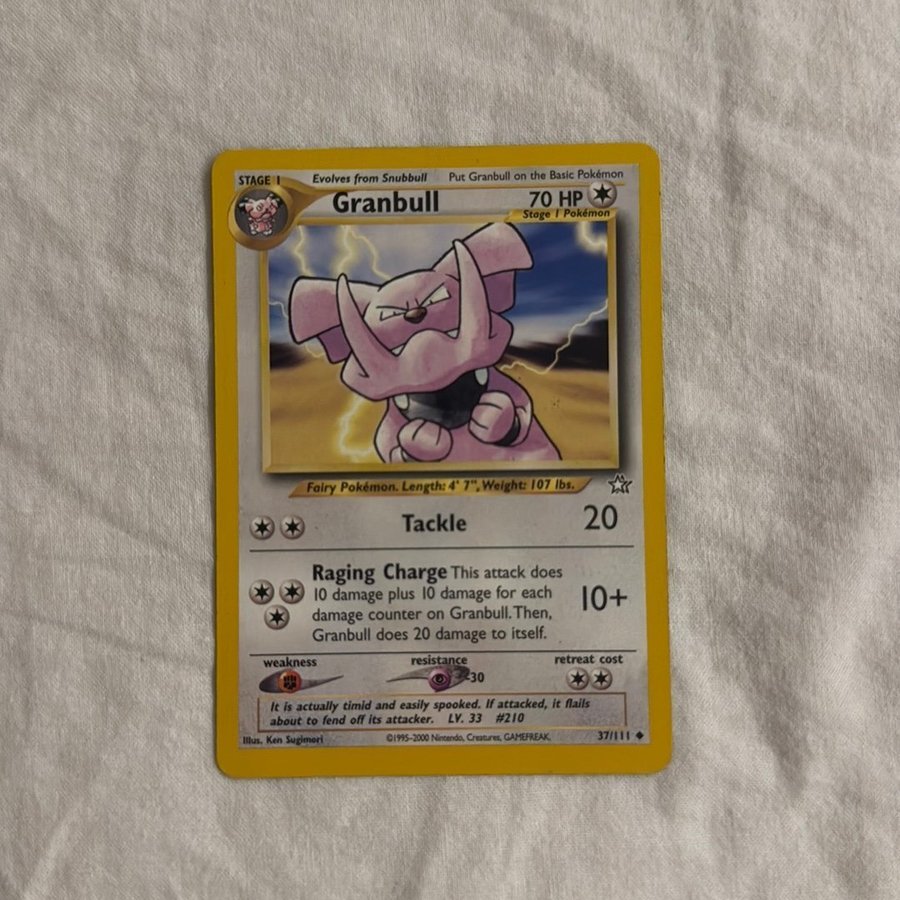 STAGE 1 Evolves from Snubbull Put Granbull on the Basic Pokémon
Granbull 70 HP
Stage 1 Pokémon
Fairy Pokémon. Length: 4' 7", Weight: 107 lbs.
Tackle 20
Raging Charge This attack does
10 damage plus 10 damage for each
damage counter on Granbull. Then,
Granbull does 20 damage to itself.
10+
weakness resistance retreat cost
-30
It is actually timid and easily spooked. If attacked, it flails
about to fend off its attacker. LV. 33 #210
Illus. Ken Sugimori ©1995-2000 Nintendo, Creatures, GAMEFREAK. 37/111